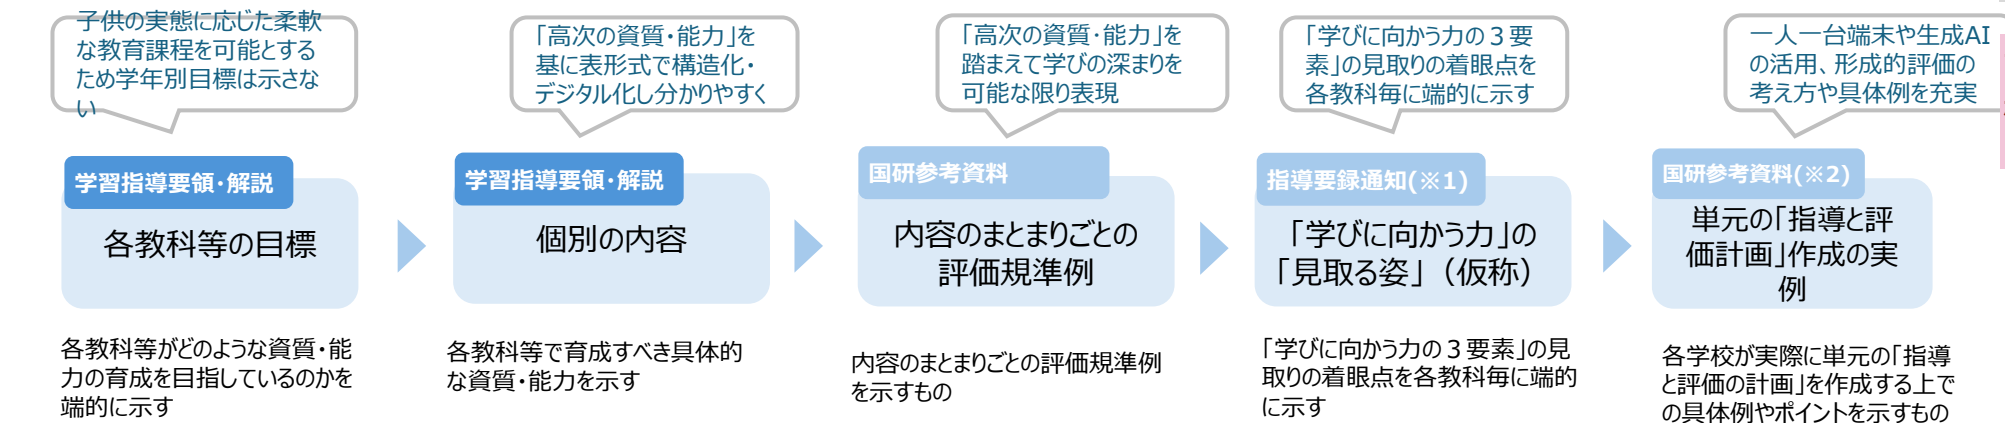 子供の実態に応じた柔軟
な教育課程を可能とする
ため学年別目標は示さな
い
学習指導要領・解説
各教科等の目標
各教科等がどのような資質・能
力の育成を目指しているのかを
端的に示す
「高次の資質・能力」を
基に表形式で構造化・
デジタル化し分かりやすく
学習指導要領・解説
個別の内容
各教科等で育成すべき具体的
な資質・能力を示す
「高次の資質・能力」を
踏まえて学びの深まりを
可能な限り表現
国研参考資料
内容のまとまりごとの
評価規準例
内容のまとまりごとの評価規準例
を示すもの
「学びに向かう力の３要
素」の見取りの着眼点を
各教科毎に端的に示す
指導要録通知(※1)
「学びに向かう力」の
「見取る姿」（仮称）
「学びに向かう力の３要素」の見
取りの着眼点を各教科毎に端的
に示す
一人一台端末や生成AI
の活用、形成的評価の
考え方や具体例を充実
国研参考資料(※2)
単元の「指導と評
価計画」作成の実
例
各学校が実際に単元の「指導
と評価の計画」を作成する上で
の具体例やポイントを示すもの